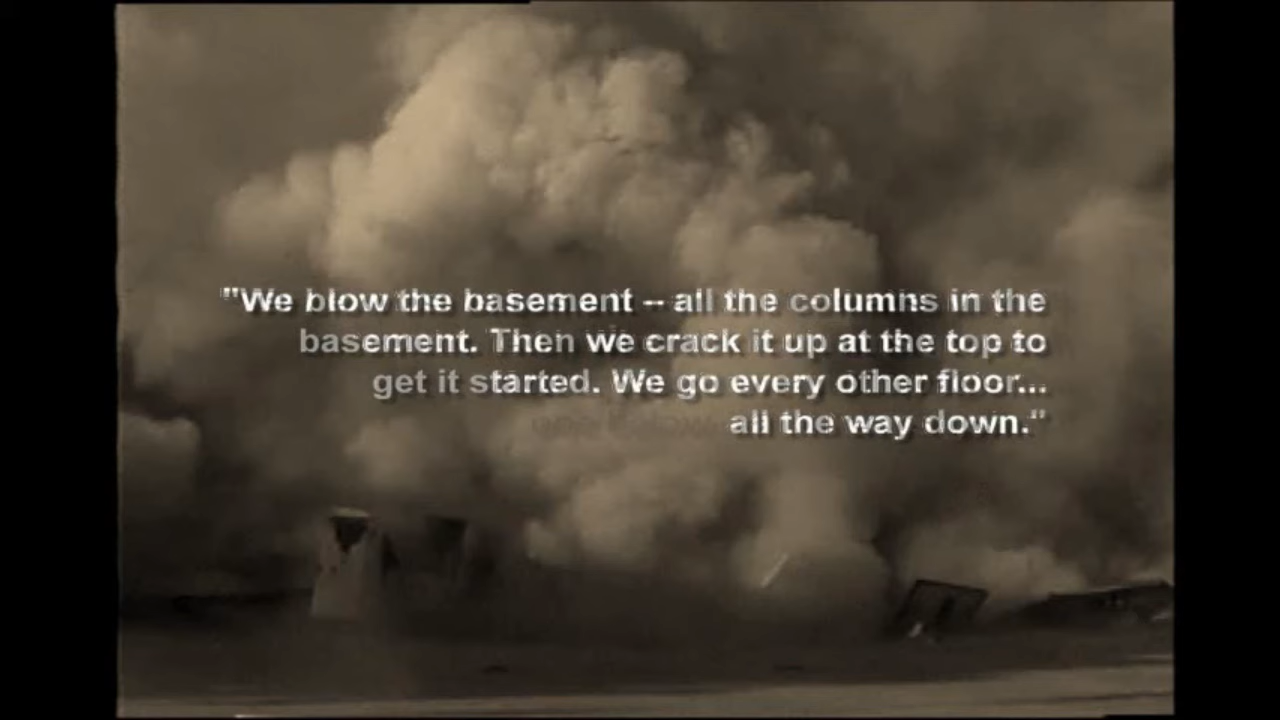 "We blow the basement -- all the columns in the
basement. Then we crack it up at the top to
get it started. We go every other floor...
all the way down."